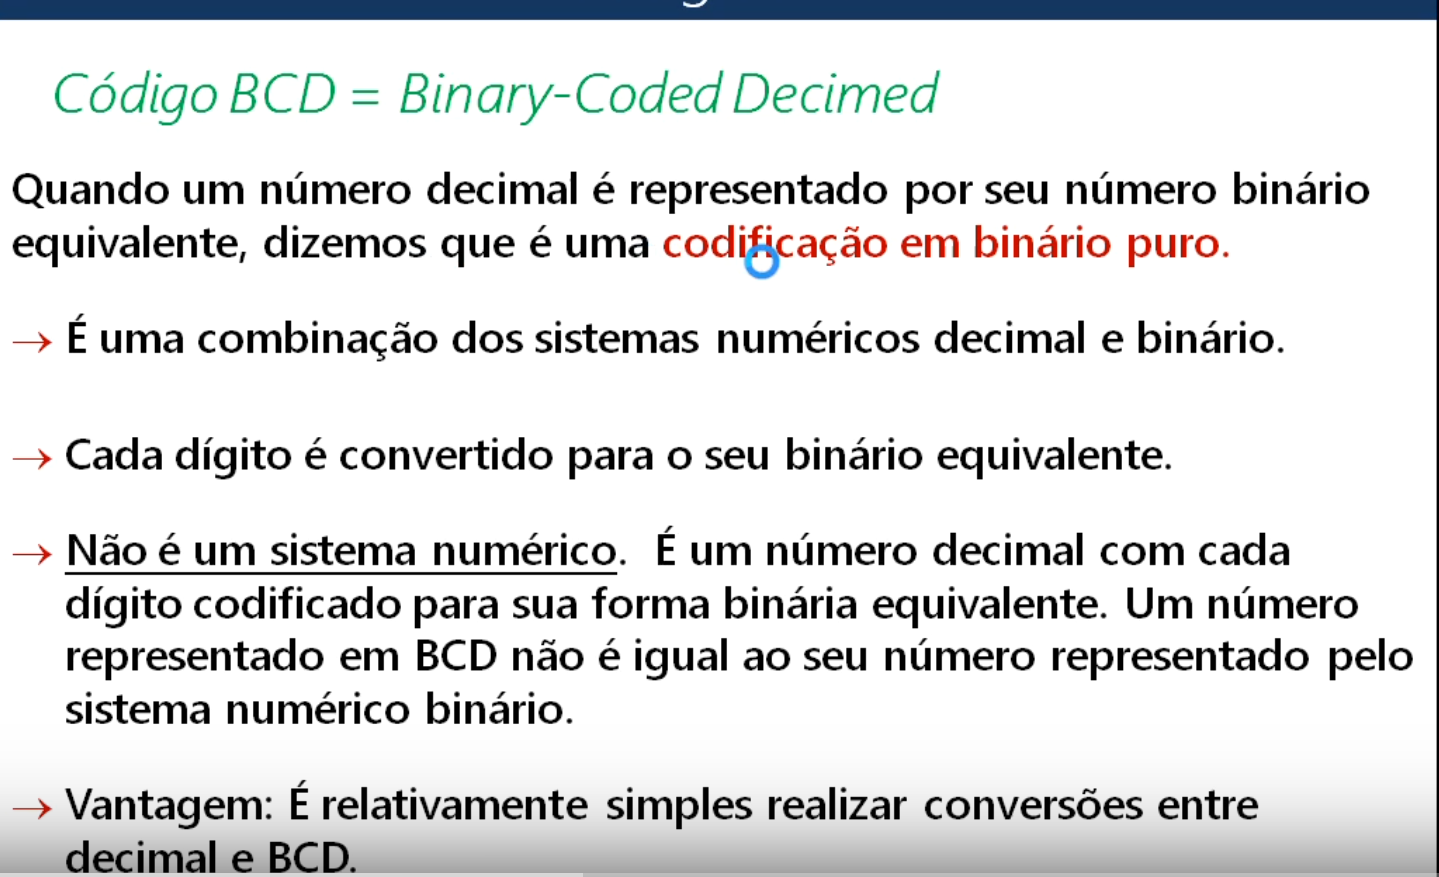 Código BCD = Binary-Coded Decimed
Quando um número decimal é representado por seu número binário
equivalente, dizemos que é uma codificação em binário puro.
→ É uma combinação dos sistemas numéricos decimal e binário.
→ Cada dígito é convertido para o seu binário equivalente.
→ Não é um sistema numérico. É um número decimal com cada
dígito codificado para sua forma binária equivalente. Um número
representado em BCD não é igual ao seu número representado pelo
sistema numérico binário.
→ Vantagem: É relativamente simples realizar conversões entre
decimal e BCD.